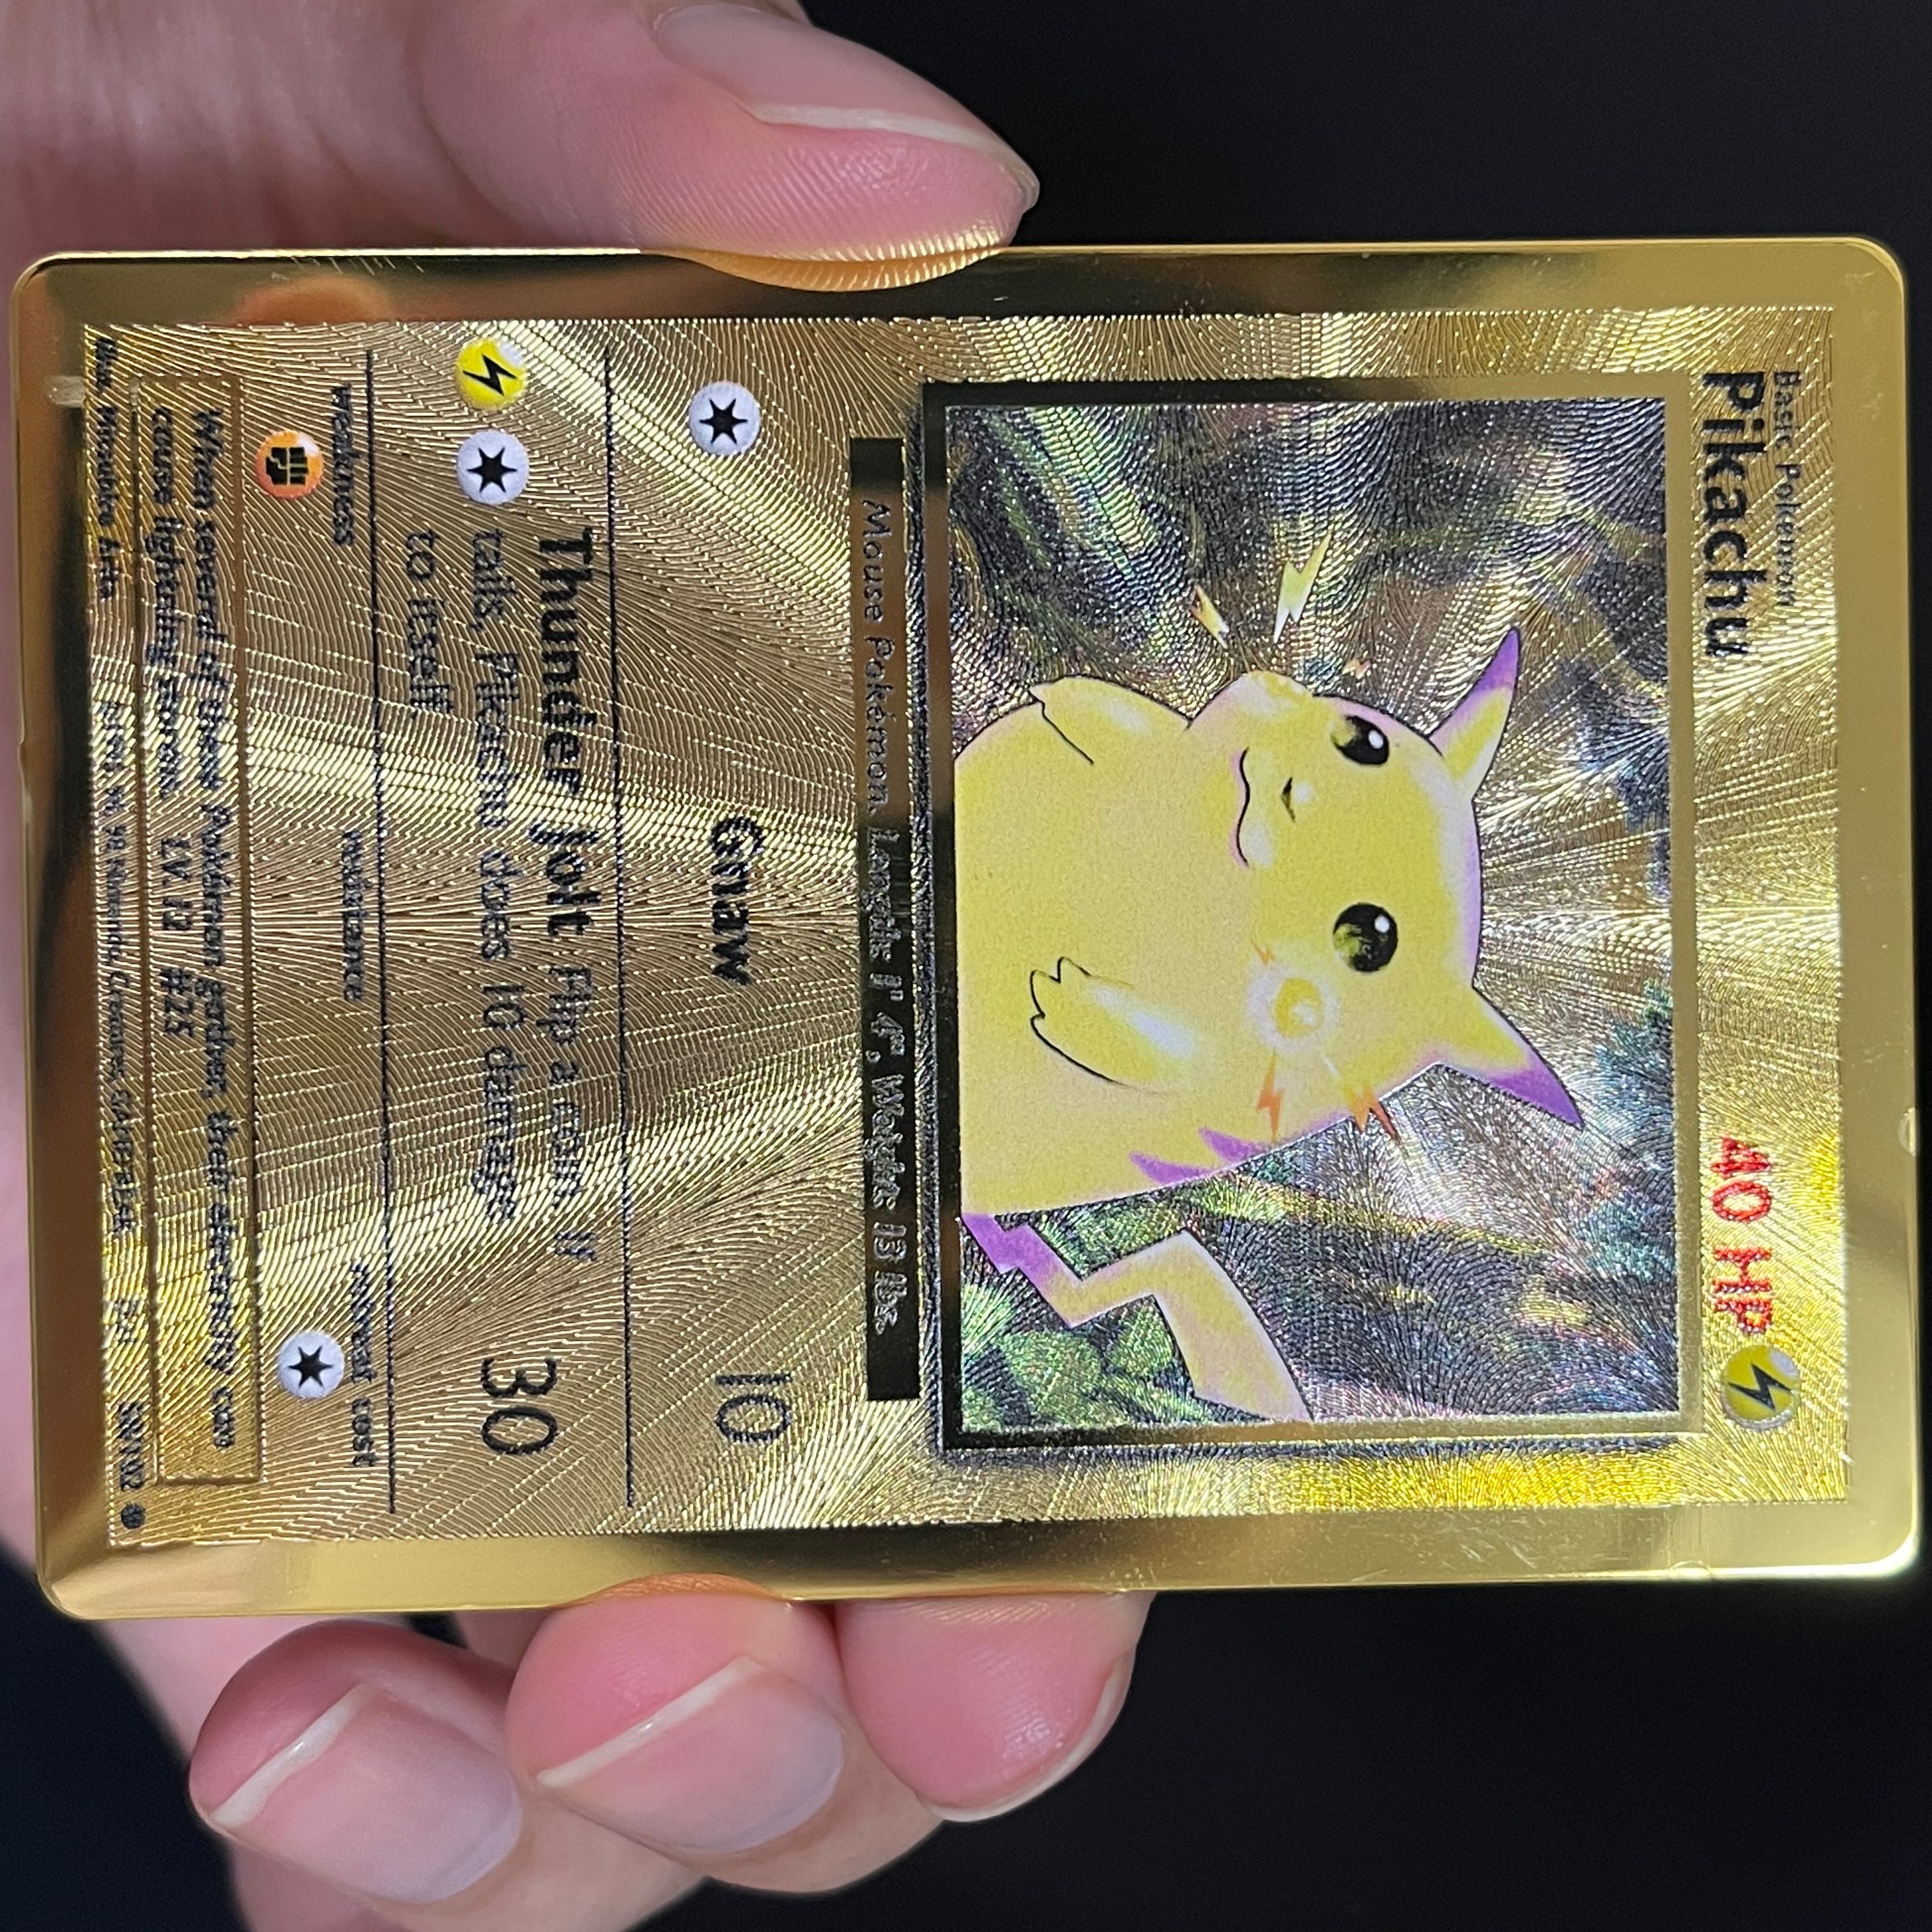 Basic Pokémon
Pikachu
40 HP
Mouse Pokémon. Length: 1' 4", Weight: 13 lbs.
Gnaw
10
Thunder Jolt Flip a coin. If
tails, Pikachu does 10 damage
to itself.
30
weakness
resistance
retreat cost
When several of these Pokémon gather, their electricity can
cause lightning storms. LV. 12 #25
58/102